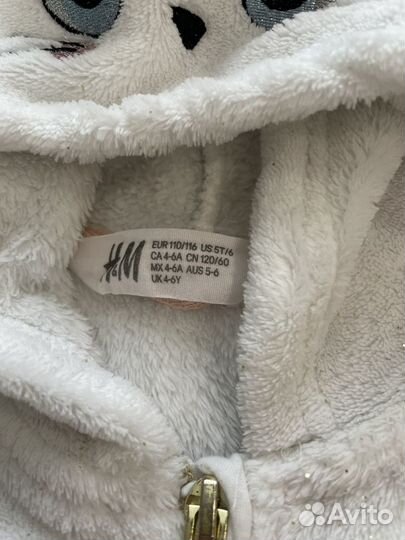 H&M
EUR 110/116 US 5T/6
CA 4-6A CN 120/60
MX 4-6A AUS 5-6
UK 4-6Y
Avito